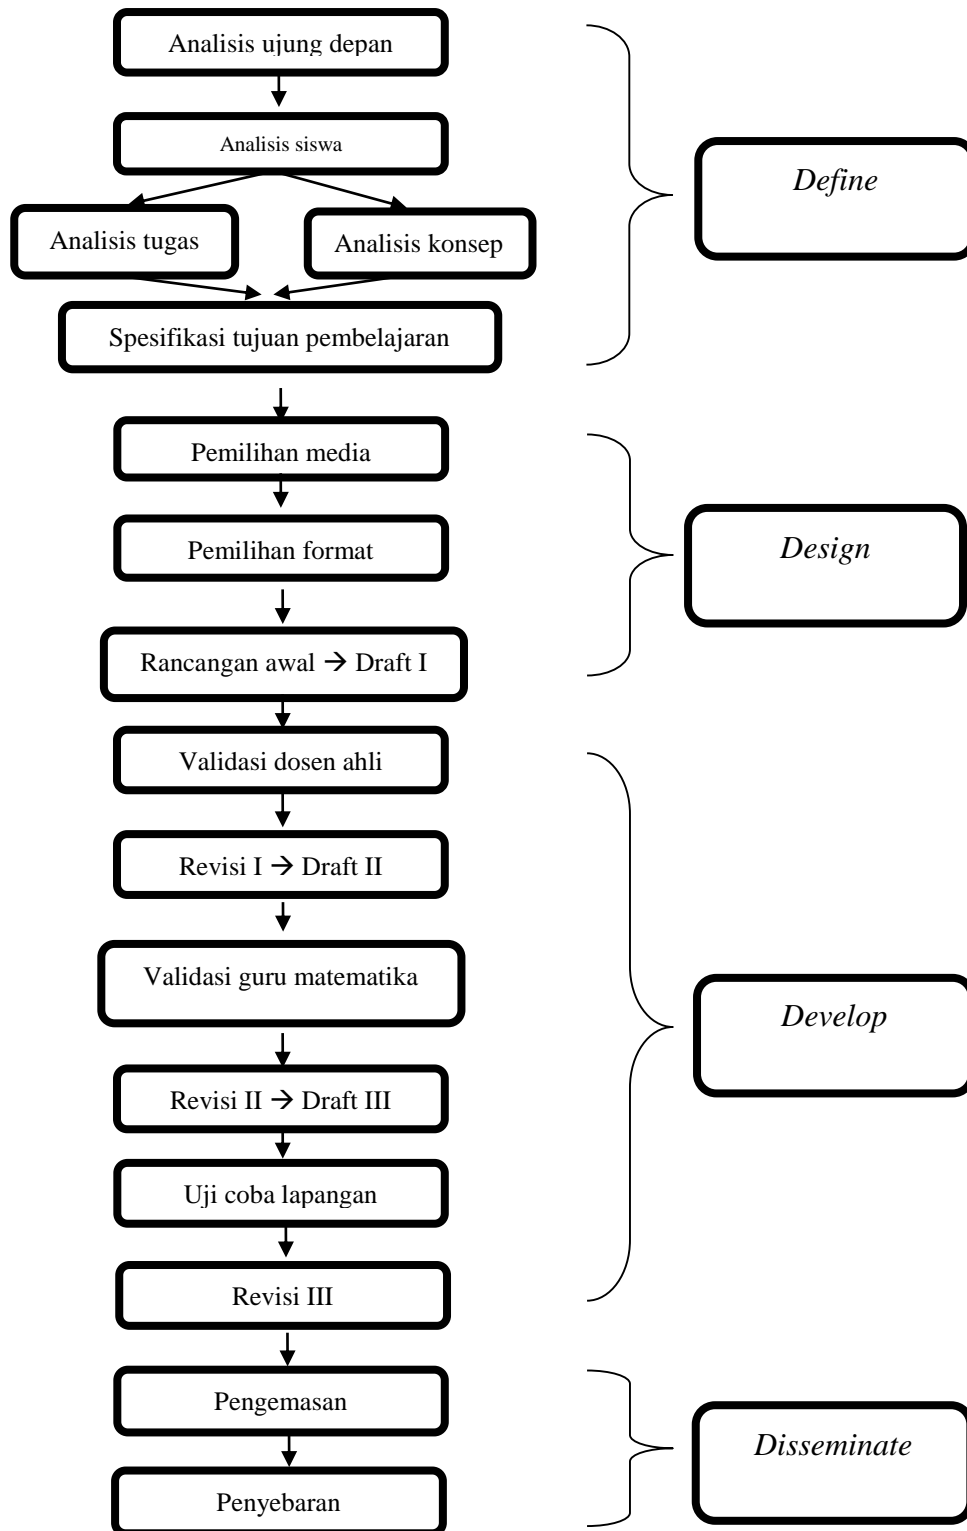 Analisis ujung depan
Analisis siswa
Define
Analisis tugas
Analisis konsep
Spesifikasi tujuan pembelajaran
Pemilihan media
Pemilihan format
Design
Rancangan awal → Draft I
Validasi dosen ahli
Revisi I → Draft II
Validasi guru matematika
Develop
Revisi II → Draft III
Uji coba lapangan
Revisi III
Pengemasan
Disseminate
Penyebaran